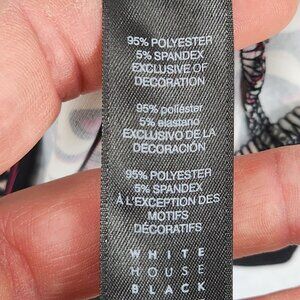 95% POLYESTER
5% SPANDEX
EXCLUSIVE OF
DECORATION
95% poliéster
5% elastano
EXCLUSIVO DE LA
DECORACIÓN
95% POLYESTER
5% SPANDEX
À L'EXCEPTION DES
MOTIFS
DÉCORATIFS
WHITE
HOUSE
BLACK